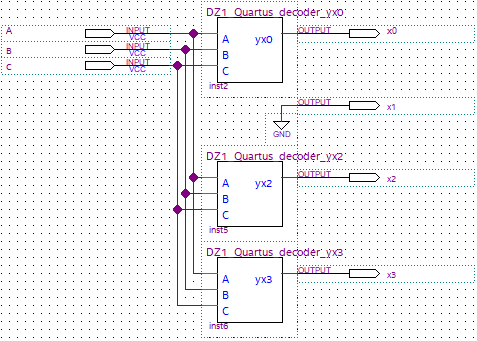 DZ1_Quartus_decoder_yx0
A INPUT VCC
B INPUT VCC
C INPUT VCC
A yx0
B
C
inst2
OUTPUT x0
OUTPUT x1
GND
DZ1_Quartus_decoder_yx2
A yx2
B
C
inst5
OUTPUT x2
DZ1_Quartus_decoder_yx3
A yx3
B
C
inst6
OUTPUT x3